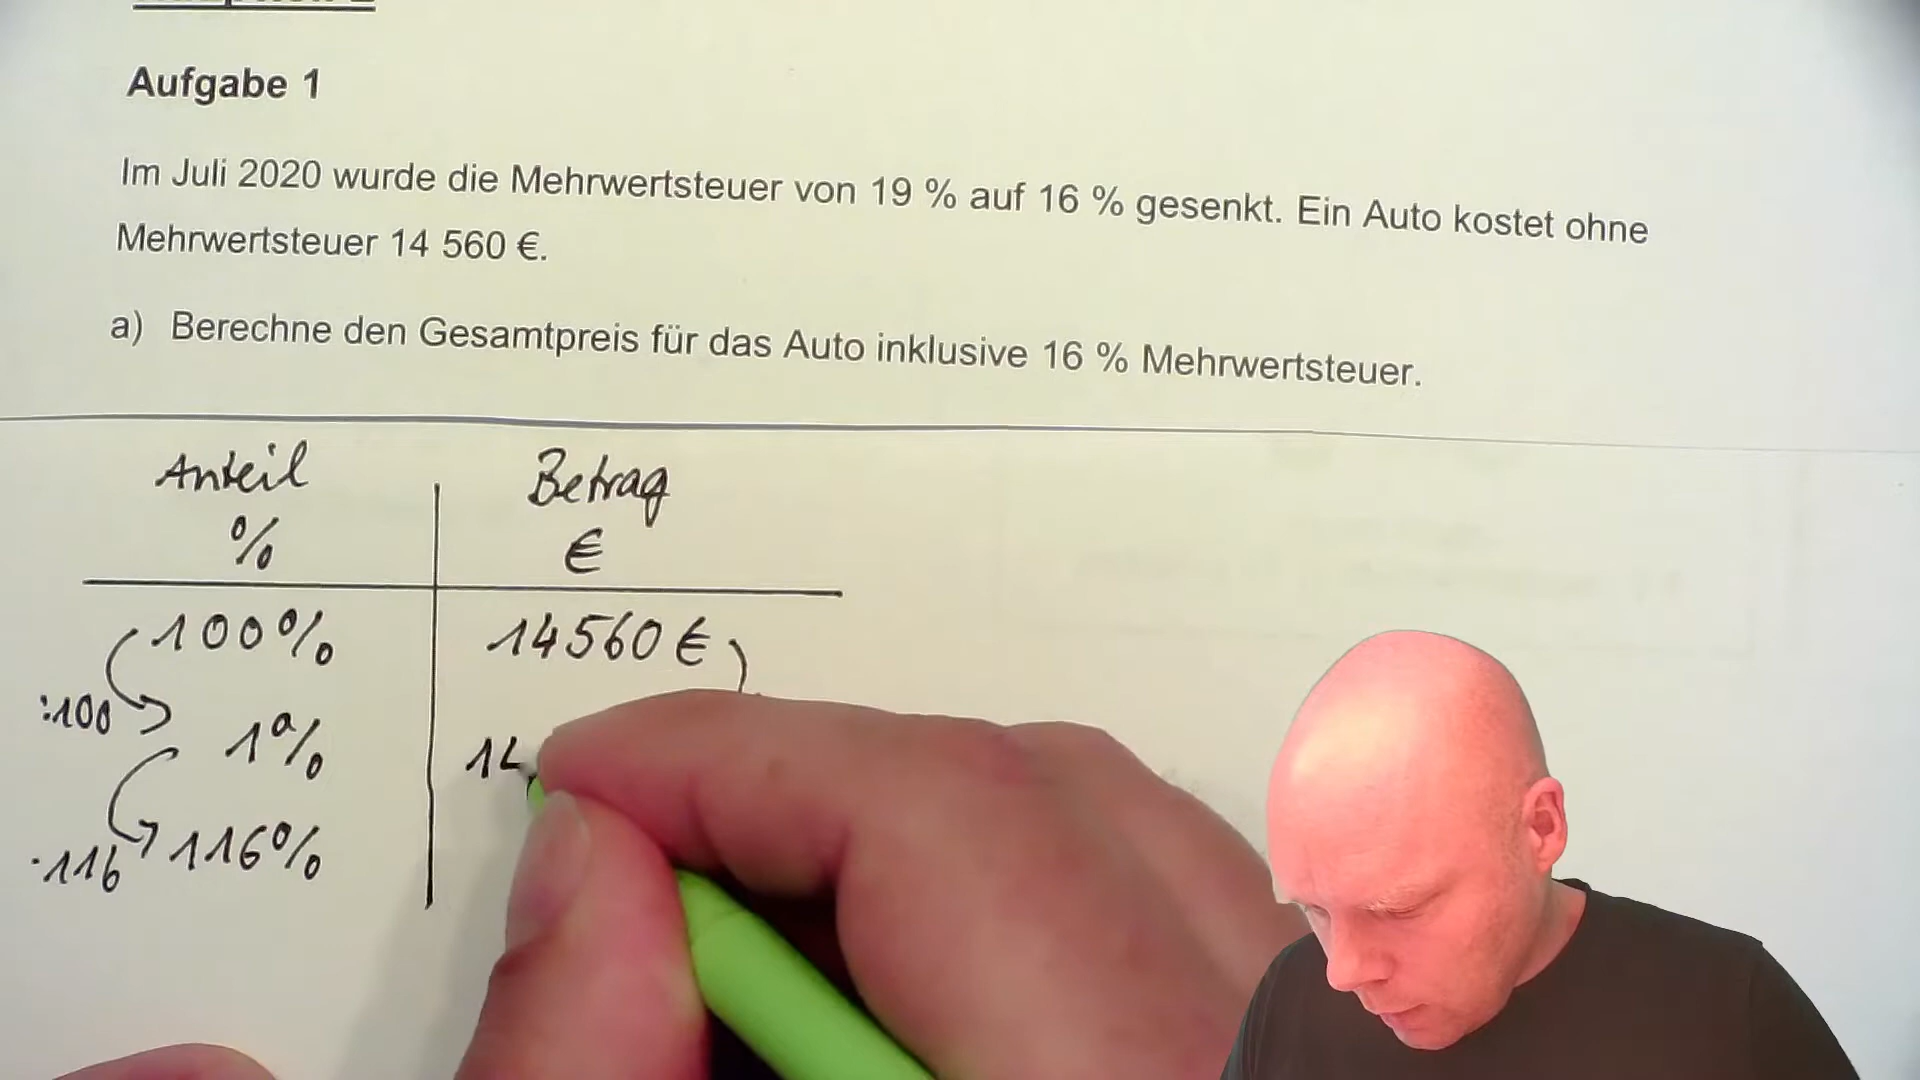 Aufgabe 1
Im Juli 2020 wurde die Mehrwertsteuer von 19 % auf 16 % gesenkt. Ein Auto kostet ohne
Mehrwertsteuer 14 560 €.
a) Berechne den Gesamtpreis für das Auto inklusive 16 % Mehrwertsteuer.
Anteil Betrag
% €
100% 14560 €
:100 1% 14
·116 116%